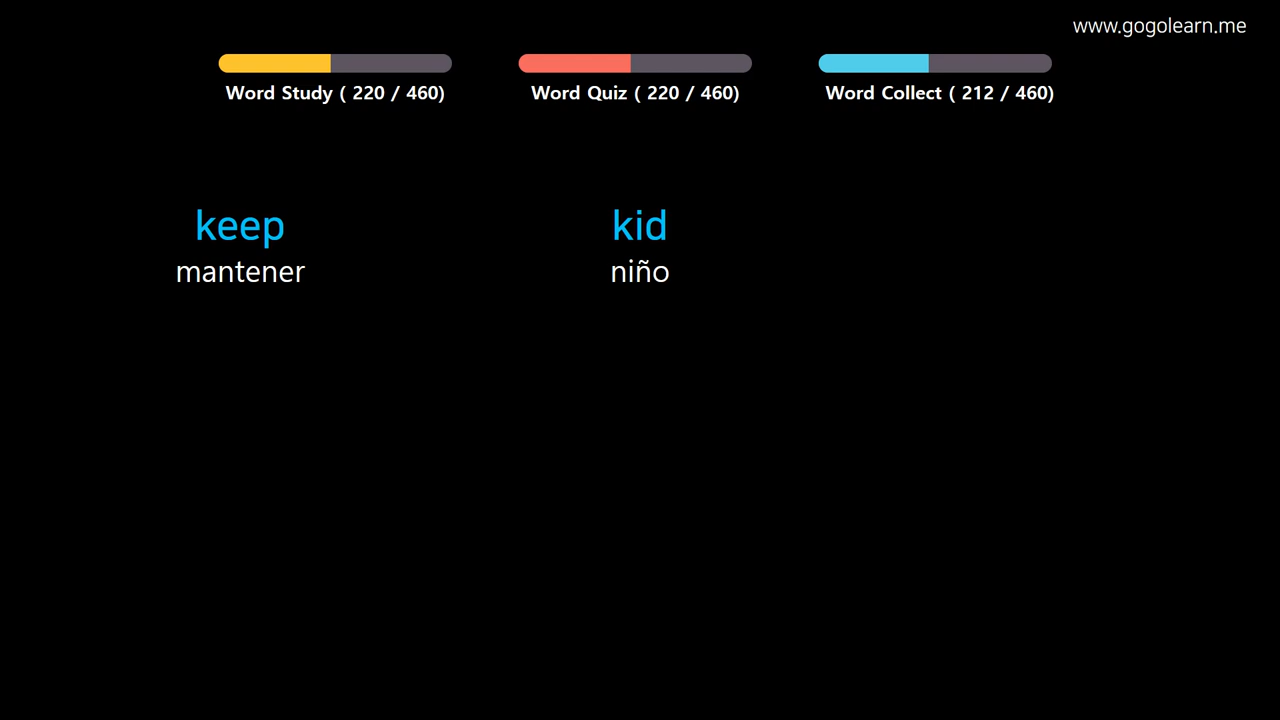 www.gogolearn.me
Word Study ( 220 / 460)
Word Quiz ( 220 / 460)
Word Collect ( 212 / 460)
keep
mantener
kid
niño